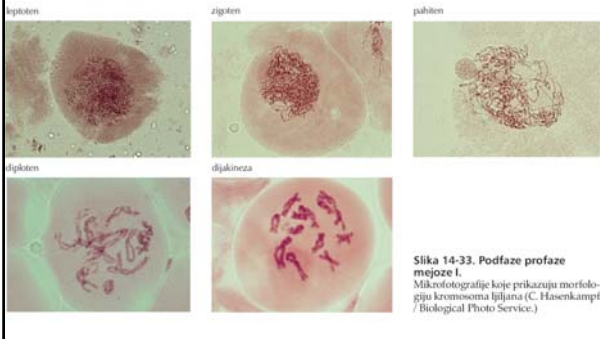 leptoten
zigoten
pahiten
diploten
dijakineza
Slika 14-33. Podfaze profaze
mejoze I.
Mikrofotografije koje prikazuju morfolo-
giju kromosoma ljiljana (C. Hasenkampf
/ Biological Photo Service.)